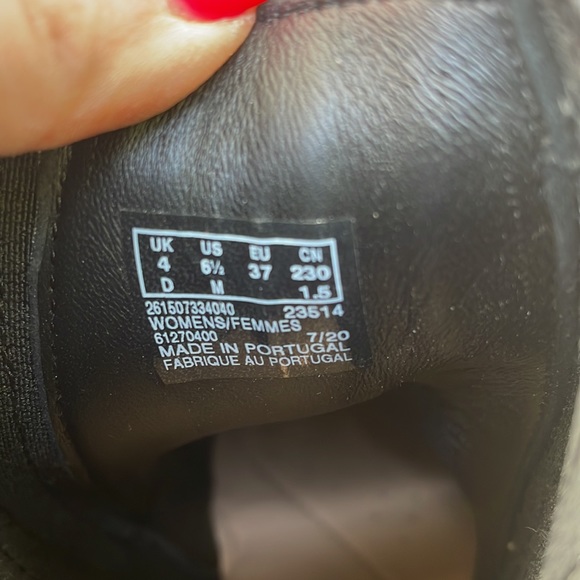 UK US EU CN
4 6½ 37 230
D M 1.5
261507334040 23514
WOMENS/FEMMES
61270400 7/20
MADE IN PORTUGAL
FABRIQUE AU PORTUGAL